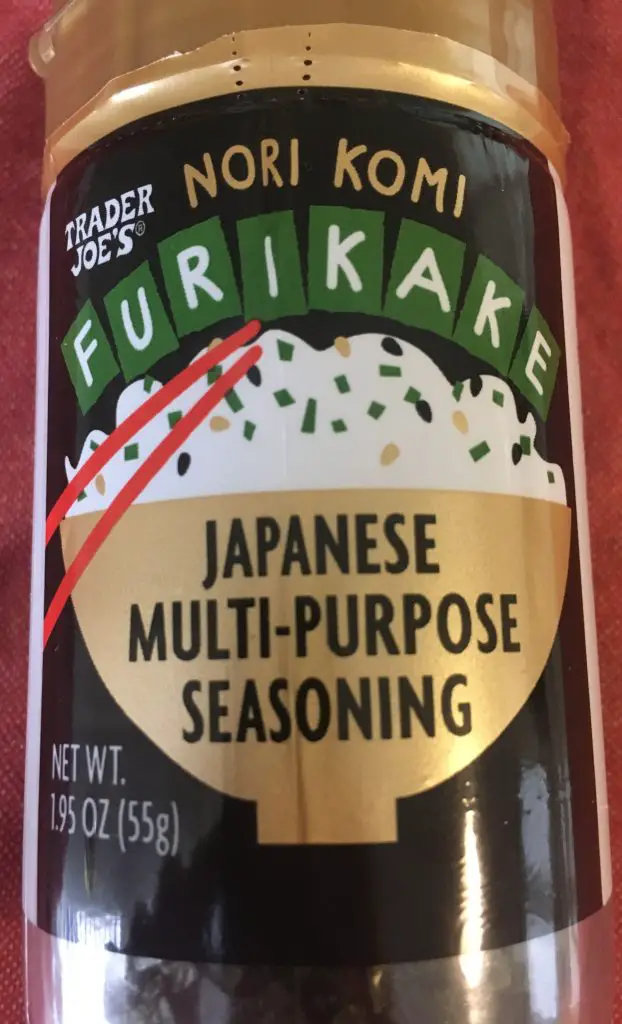 NORI KOMI
TRADER
JOE'S®
FURIKAKE
JAPANESE
MULTI-PURPOSE
SEASONING
NET WT.
1.95 OZ (55g)